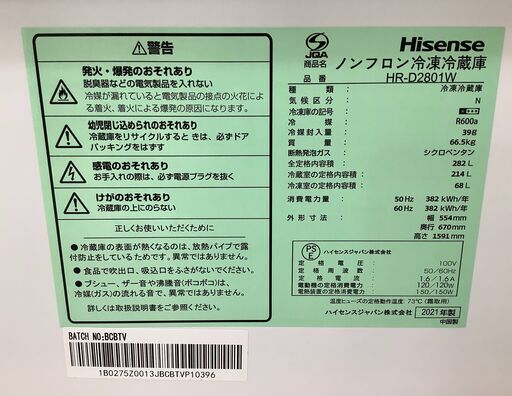 警告
発火・爆発のおそれあり
脱臭器などの電気製品を入れない
冷媒が漏れていると電気製品の接点の火花による着火、着火による爆発の原因になります。
幼児閉じ込められのおそれあり
冷蔵庫をリサイクルするときは、必ずドアパッキングをはずす
感電のおそれあり
お手入れの際は、必ず電源プラグを抜く
けがのおそれあり
冷蔵庫の上にのらない
正しくお使いいただくために
●冷蔵庫の表面が熱くなるのは、放熱パイプで露付防止をしているためです。異常ではありません。
●食品で吹出口、吸込口をふさがないでください。
●プシュー、ザー音や沸騰音(ボコボコ)は、冷媒(ガス)の流れる音で、異常ではありません。
詳しくは取扱説明書をごらんください。
BATCH NO:BCBTV
1B0275Z0013JBCBTVP10396
JQA
Hisense
商品名 ノンフロン冷凍冷蔵庫
品番 HR-D2801W
種類 冷凍冷蔵庫
気候区分 N
冷凍庫の記号
冷媒 R600a
冷媒封入量 39g
質量 66.5kg
断熱発泡ガス シクロペンタン
全定格内容積 282 L
冷蔵室の定格内容積 214 L
冷凍室の定格内容積 68 L
消費電力量 50 Hz 382 kWh/年
60 Hz 382 kWh/年
外形寸法 幅 554mm
奥行 670mm
高さ 1591mm
PSE
ハイセンスジャパン株式会社
定格電圧 100V
定格周波数 50/60Hz
定格電流 1.6/1.6A
電動機の定格消費電力 120/120W
電熱装置の定格消費電力 150/150W
温度ヒューズの定格動作温度: 73℃(霜取用)
ハイセンスジャパン株式会社
2021年製
中国製